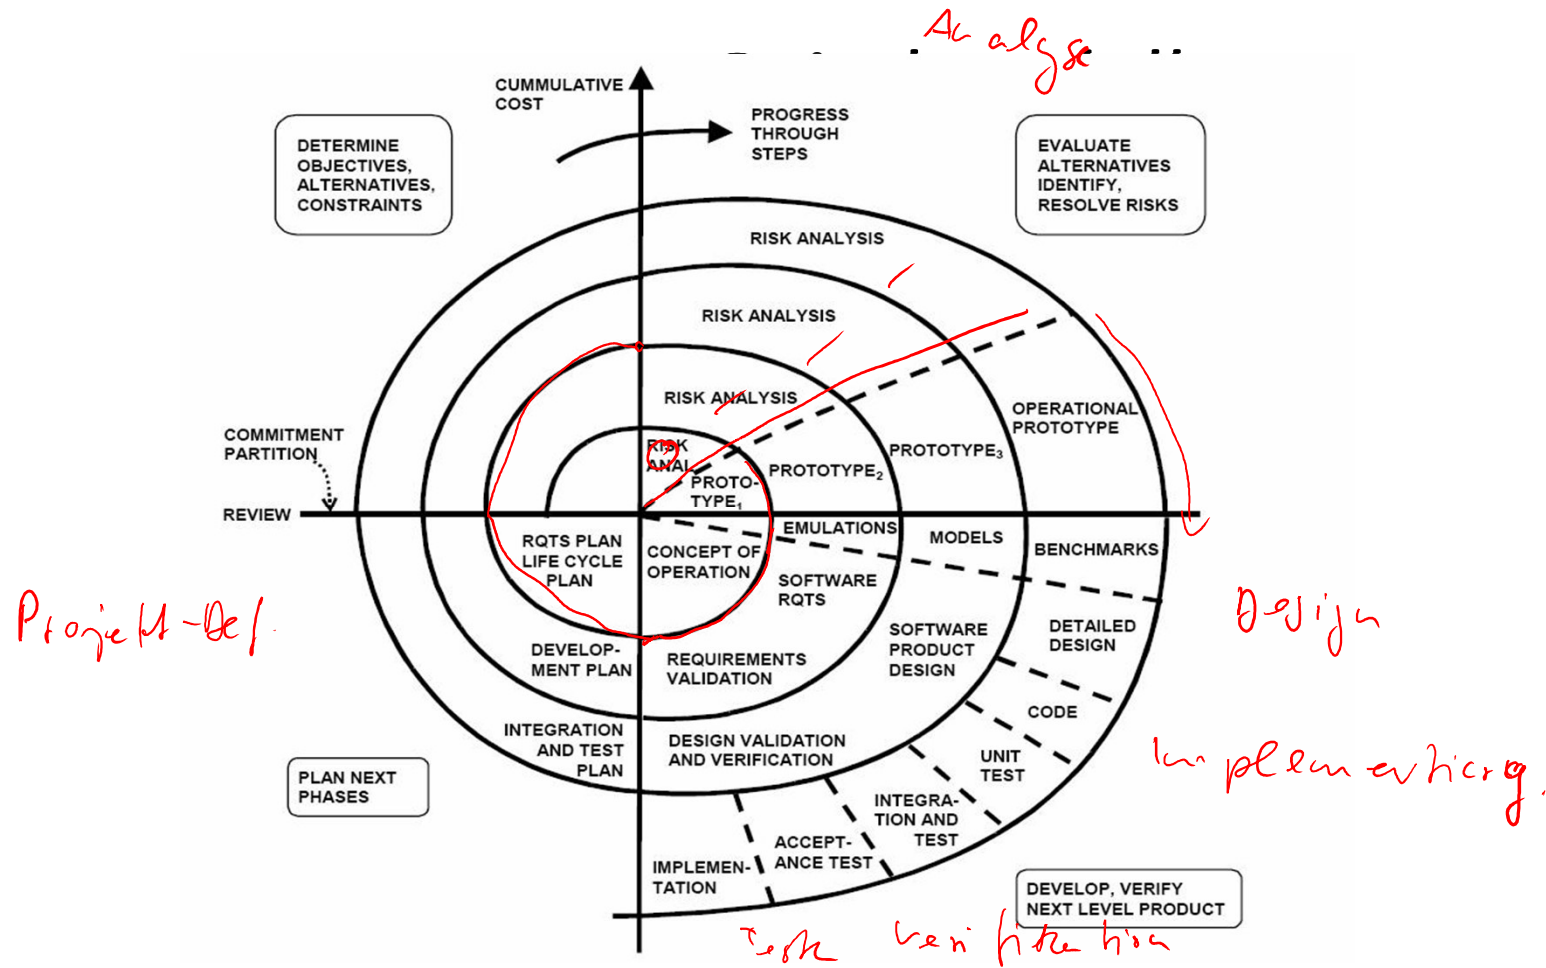 Analyse
CUMMULATIVE
COST
PROGRESS
THROUGH
STEPS
DETERMINE
OBJECTIVES,
ALTERNATIVES,
CONSTRAINTS
EVALUATE
ALTERNATIVES
IDENTIFY,
RESOLVE RISKS
RISK ANALYSIS
RISK ANALYSIS
RISK ANALYSIS
RISK
ANAL
OPERATIONAL
PROTOTYPE
PROTOTYPE₃
PROTOTYPE₂
PROTO-
TYPE₁
COMMITMENT
PARTITION
REVIEW
EMULATIONS
MODELS
BENCHMARKS
RQTS PLAN
LIFE CYCLE
PLAN
CONCEPT OF
OPERATION
SOFTWARE
RQTS
SOFTWARE
PRODUCT
DESIGN
DETAILED
DESIGN
Projekt-Def.
Design
DEVELOP-
MENT PLAN
REQUIREMENTS
VALIDATION
CODE
INTEGRATION
AND TEST
PLAN
DESIGN VALIDATION
AND VERIFICATION
UNIT
TEST
Implementierg.
PLAN NEXT
PHASES
INTEGRA-
TION AND
TEST
ACCEPT-
ANCE TEST
IMPLEMEN-
TATION
DEVELOP, VERIFY
NEXT LEVEL PRODUCT
Verifikation